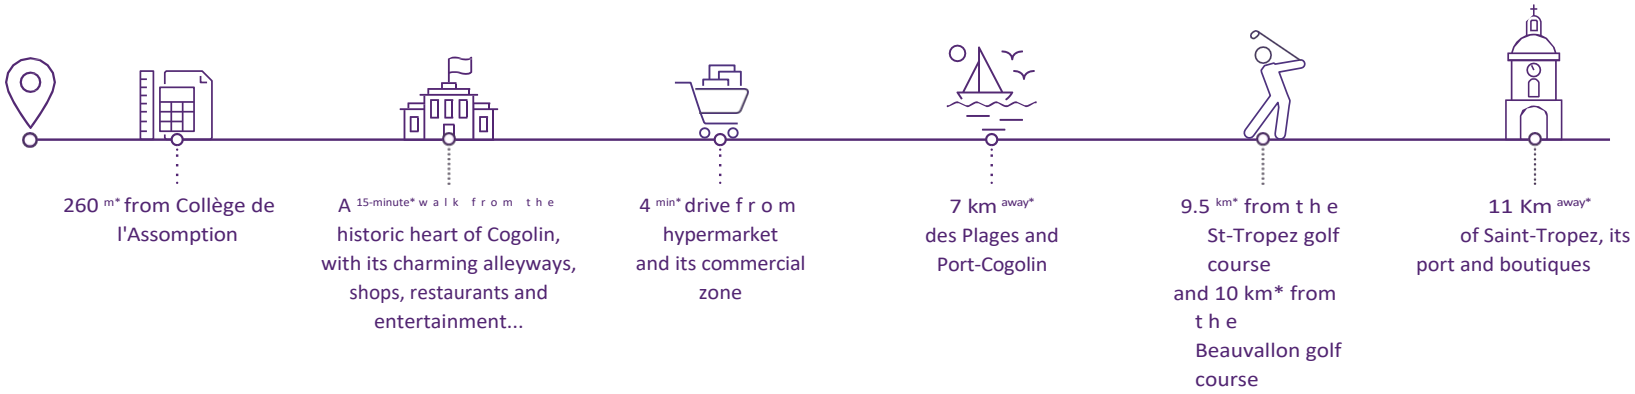 260 m* from Collège de
l'Assomption
A 15-minute* walk from the
historic heart of Cogolin,
with its charming alleyways,
shops, restaurants and
entertainment...
4 min* drive from
hypermarket
and its commercial
zone
7 km away*
des Plages and
Port-Cogolin
9.5 km* from the
St-Tropez golf
course
and 10 km* from
the
Beauvallon golf
course
11 Km away*
of Saint-Tropez, its
port and boutiques